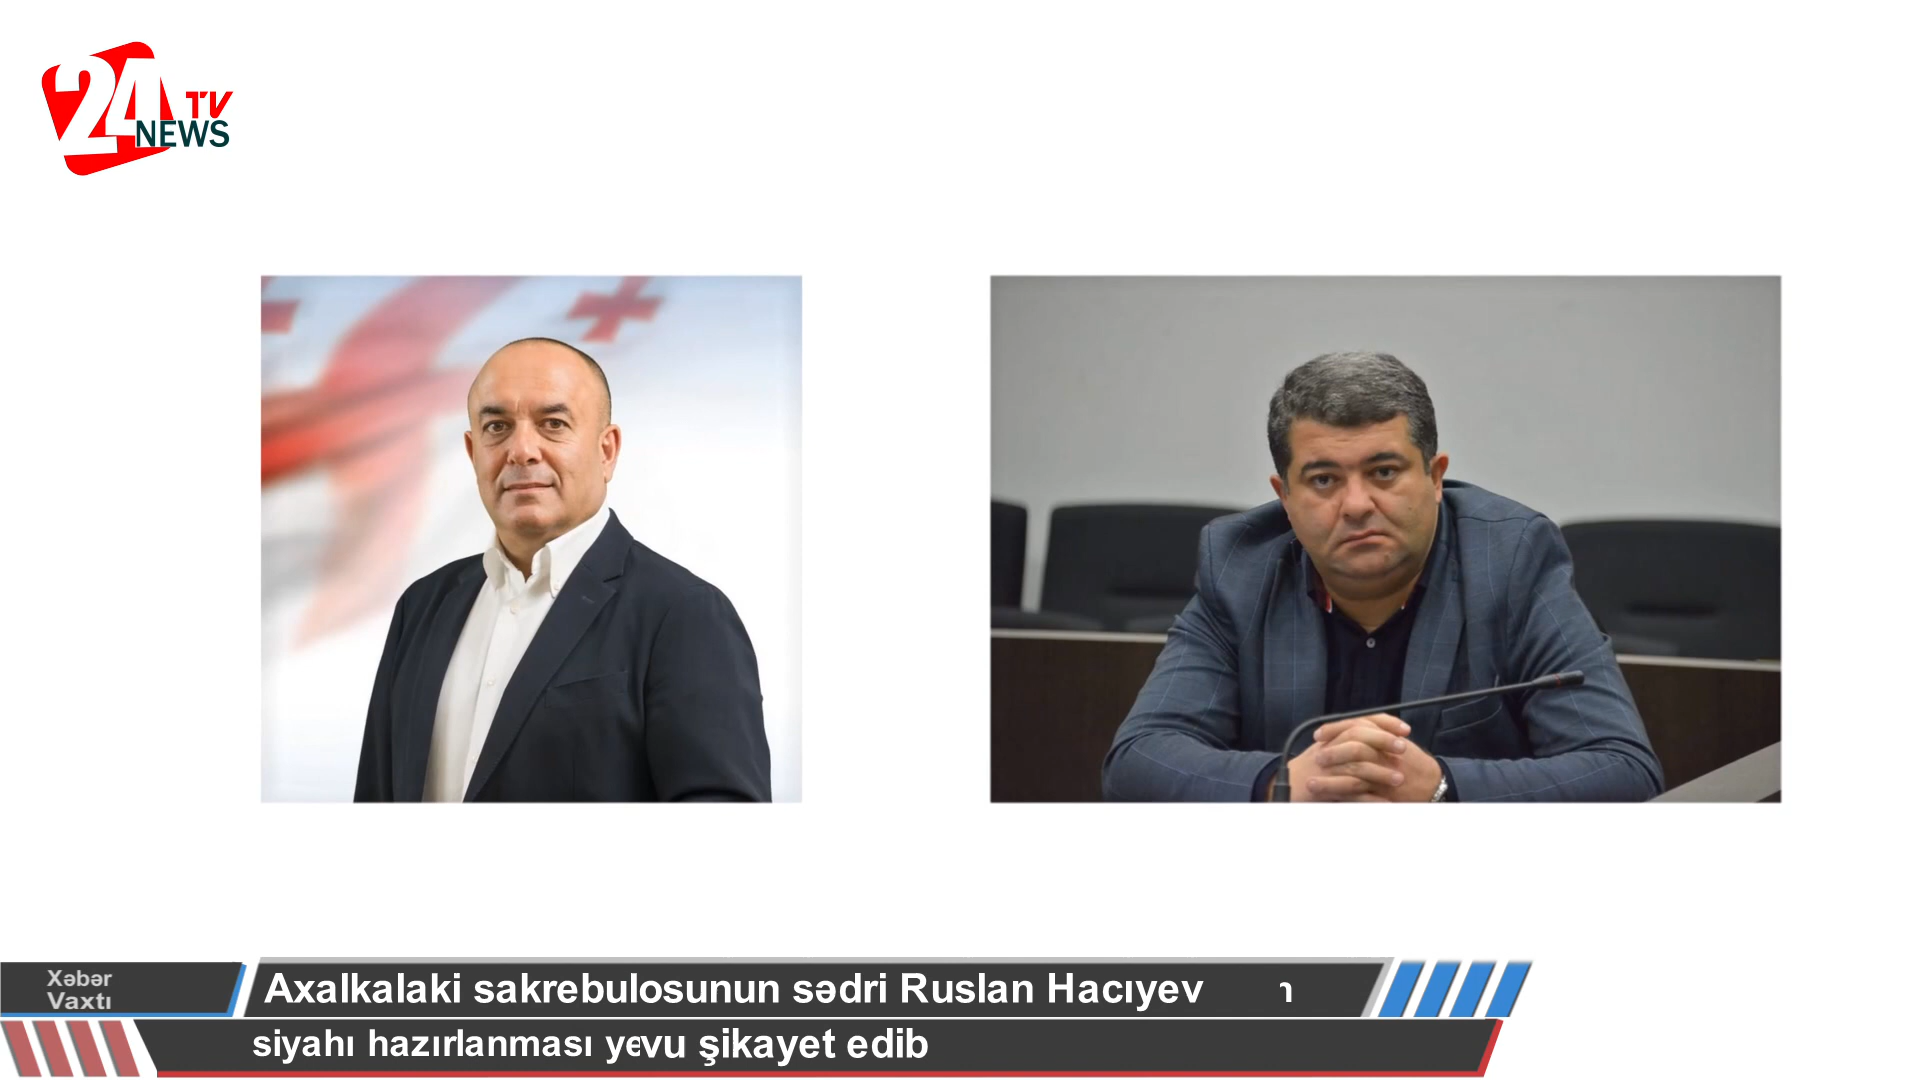 24 TV
NEWS
Xəbər
Vaxtı
Axalkalaki sakrebulosunun sədri Ruslan Hacıyev
siyahı hazırlanması şikayet edib